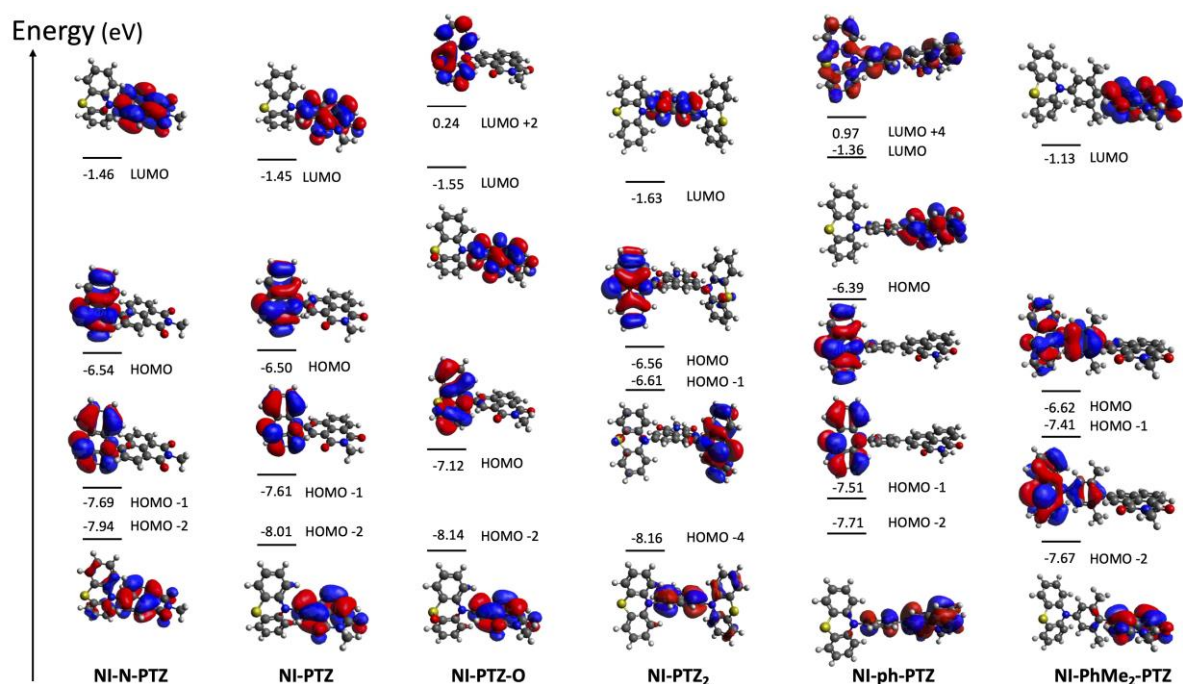 Energy (eV)
-1.46 LUMO
-6.54 HOMO
-7.69 HOMO -1
-7.94 HOMO -2
NI-N-PTZ
-1.45 LUMO
-6.50 HOMO
-7.61 HOMO -1
-8.01 HOMO -2
NI-PTZ
0.24 LUMO +2
-1.55 LUMO
-7.12 HOMO
-8.14 HOMO -2
NI-PTZ-O
-1.63 LUMO
-6.56 HOMO
-6.61 HOMO -1
-8.16 HOMO -4
NI-PTZ₂
0.97 LUMO +4
-1.36 LUMO
-6.39 HOMO
-7.51 HOMO -1
-7.71 HOMO -2
NI-ph-PTZ
-1.13 LUMO
-6.62 HOMO
-7.41 HOMO -1
-7.67 HOMO -2
NI-PhMe₂-PTZ